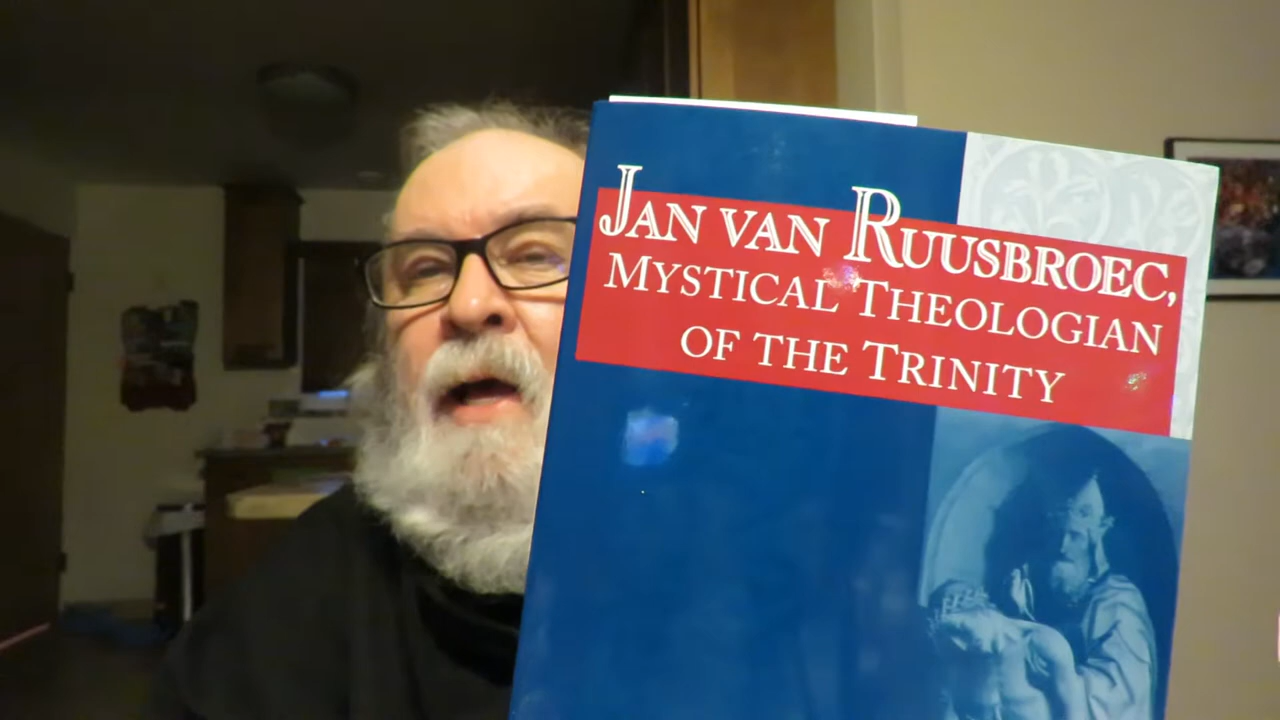 JAN VAN RUUSBROEC,
MYSTICAL THEOLOGIAN
OF THE TRINITY